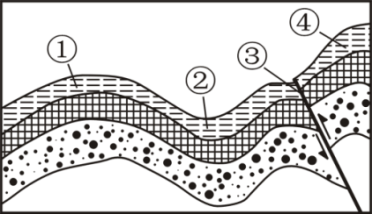 ①
②
③
④